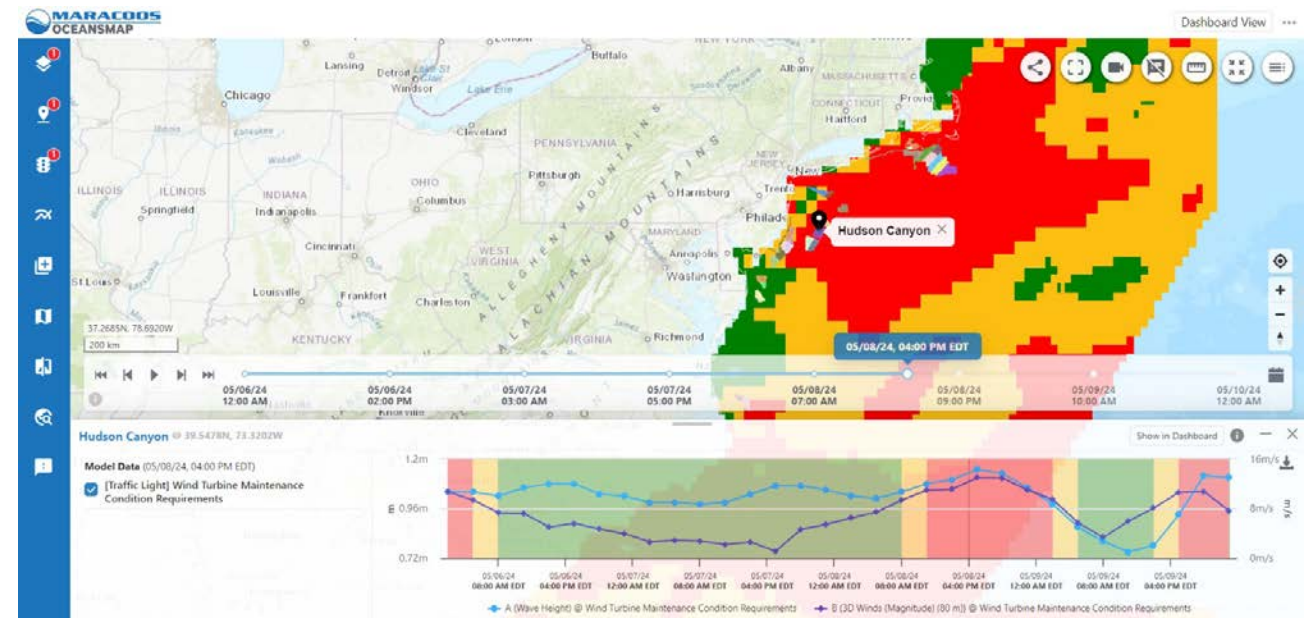 MARACOOS
OCEANSMAP
Dashboard View
Lansing
Detroit
Lake St Clair
Windsor
Buffalo
Lake Erie
Albany
MASSACHUSETTS
CONNECTICUT
Provid
Hartford
Chicago
Cleveland
PENNSYLVANIA
NEW JERSEY
New
Pittsburgh
Trento
Harrisburg
OHIO
ILLINOIS
ILLINOIS
INDIANA
Columbus
Springfield
Indianapolis
Philad
Hudson Canyon
MARYLAND
Cincinnati
WEST VIRGINIA
Annapolis
Washington
ALLEGHENY MOUNTAINS
APPALACHIAN MOUNTAINS
St Louis
Louisville
Frankfort
Charleston
37.2685N, 78.6920W
200 km
KENTUCKY
VIRGINIA
Richmond
05/08/24, 04:00 PM EDT
05/06/24 05/06/24 05/07/24 05/07/24 05/08/24 05/08/24 05/09/24 05/10/24
12:00 AM 02:00 PM 03:00 AM 05:00 PM 07:00 AM 09:00 PM 10:00 AM 12:00 AM
Knoxville
Hudson Canyon @ 39.5478N, 73.3202W
Show in Dashboard
Model Data (05/08/24, 04:00 PM EDT)
[Traffic Light] Wind Turbine Maintenance
Condition Requirements
1.2m
16m/s
m
0.96m
8m/s
m/s
0.72m
0m/s
05/06/24 05/06/24 05/07/24 05/07/24 05/07/24 05/08/24 05/08/24 05/08/24 05/09/24 05/09/24 05/09/24
08:00 AM EDT 04:00 PM EDT 12:00 AM EDT 08:00 AM EDT 04:00 PM EDT 12:00 AM EDT 08:00 AM EDT 04:00 PM EDT 12:00 AM EDT 08:00 AM EDT 04:00 PM EDT
A (Wave Height) @ Wind Turbine Maintenance Condition Requirements
B (3D Winds (Magnitude) (80 m)) @ Wind Turbine Maintenance Condition Requirements